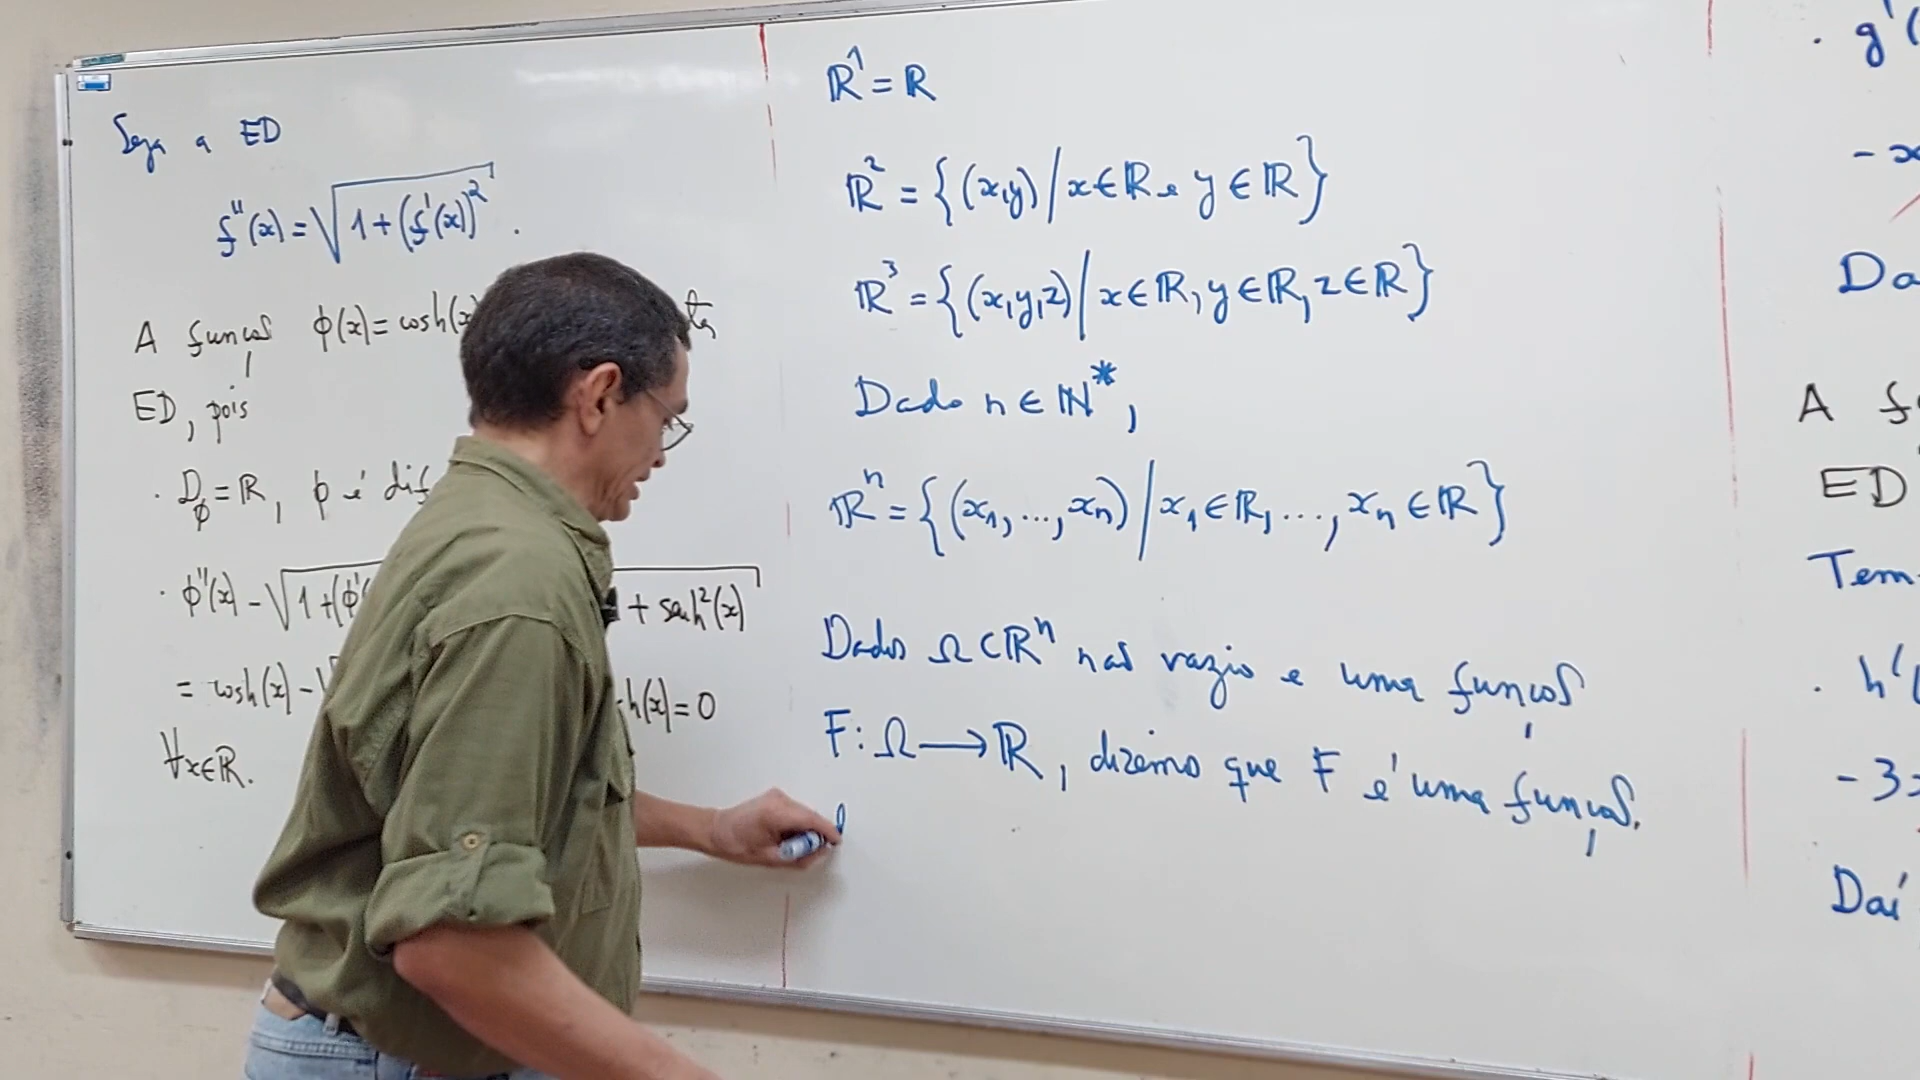 Seja a ED
f''(x) = √(1 + (f'(x))²) .
A função φ(x) = cosh(x
ED, pois
· D_φ = ℝ, φ é dif
· φ''(x) - √(1 + (φ'( + senh²(x)
= cosh(x) - √ h(x) = 0
∀x∈ℝ.
ℝ¹ = ℝ
ℝ² = {(x,y) / x∈ℝ e y∈ℝ}
ℝ³ = {(x,y,z) / x∈ℝ, y∈ℝ, z∈ℝ}
Dado n∈ℕ*,
ℝⁿ = {(x₁, ..., xₙ) / x₁∈ℝ, ..., xₙ∈ℝ}
Dados Ω⊂ℝⁿ não vazio e uma função
F: Ω → ℝ, dizemos que F é uma função
· g'(
- x
Da
A f
ED
Tem
· h'(
- 3x
Daí